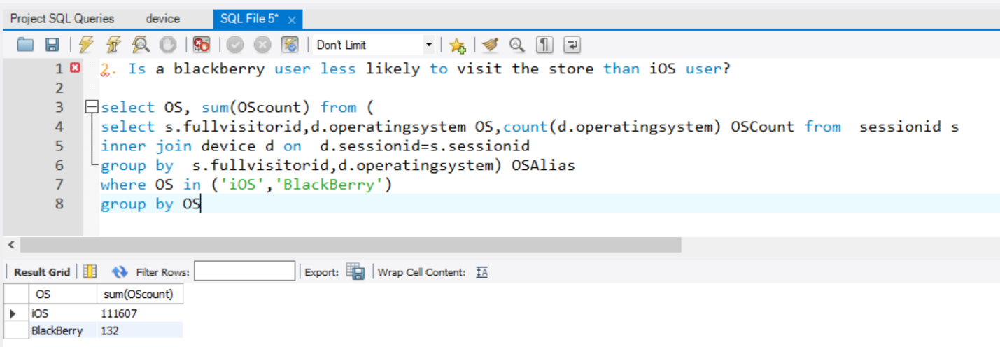 Project SQL Queries device SQL File 5*
Don't Limit
1 2. Is a blackberry user less likely to visit the store than iOS user?
2
3 select OS, sum(OScount) from (
4 select s.fullvisitorid,d.operatingsystem OS,count(d.operatingsystem) OSCount from  sessionid s
5 inner join device d on  d.sessionid=s.sessionid
6 group by  s.fullvisitorid,d.operatingsystem) OSAlias
7 where OS in ('iOS','BlackBerry')
8 group by OS
Result Grid Filter Rows: Export: Wrap Cell Content: IA
OS sum(OScount)
iOS 111607
BlackBerry 132